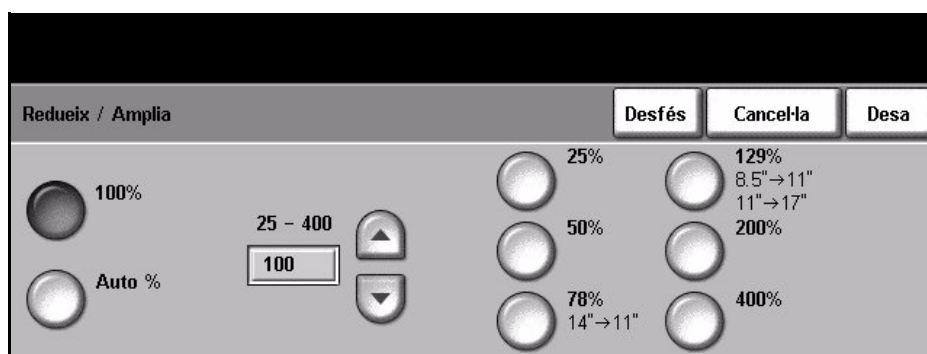 Redueix / Amplia
Desfés
Cancel·la
Desa
100%
Auto %
25 - 400
100
25%
50%
78%
14"→11"
129%
8.5"→11"
11"→17"
200%
400%